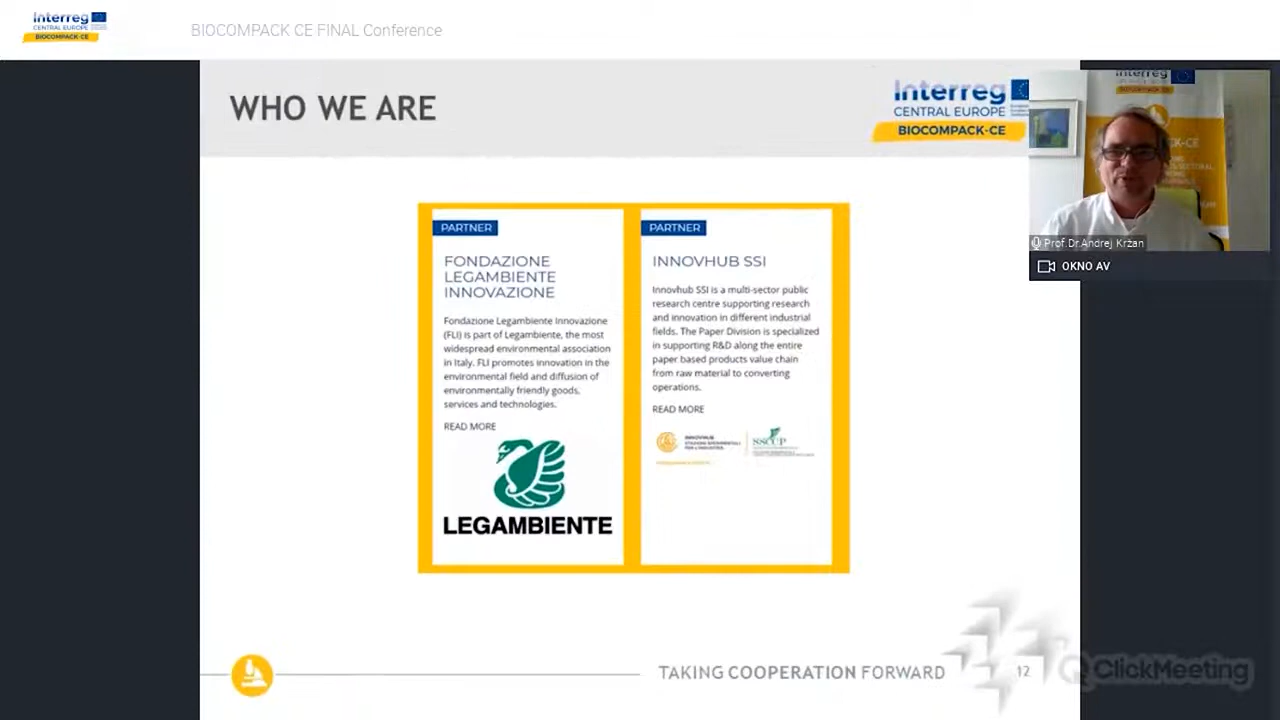 Interreg
CENTRAL EUROPE
BIOCOMPACK-CE
BIOCOMPACK CE FINAL Conference
WHO WE ARE
Interreg
CENTRAL EUROPE
BIOCOMPACK-CE
Interreg
Prof.Dr.Andrej Kržan
OKNO AV
PARTNER
FONDAZIONE
LEGAMBIENTE
INNOVAZIONE
Fondazione Legambiente Innovazione
(FLI) is part of Legambiente, the most
widespread environmental association
in Italy. FLI promotes innovation in the
environmental field and diffusion of
environmentally friendly goods,
services and technologies.
READ MORE
LEGAMBIENTE
PARTNER
INNOVHUB SSI
Innovhub SSI is a multi-sector public
research centre supporting research
and innovation in different industrial
fields. The Paper Division is specialized
in supporting R&D along the entire
paper based products value chain
from raw material to converting
operations.
READ MORE
INNOVHUB
SSCCP
TAKING COOPERATION FORWARD
12
ClickMeeting